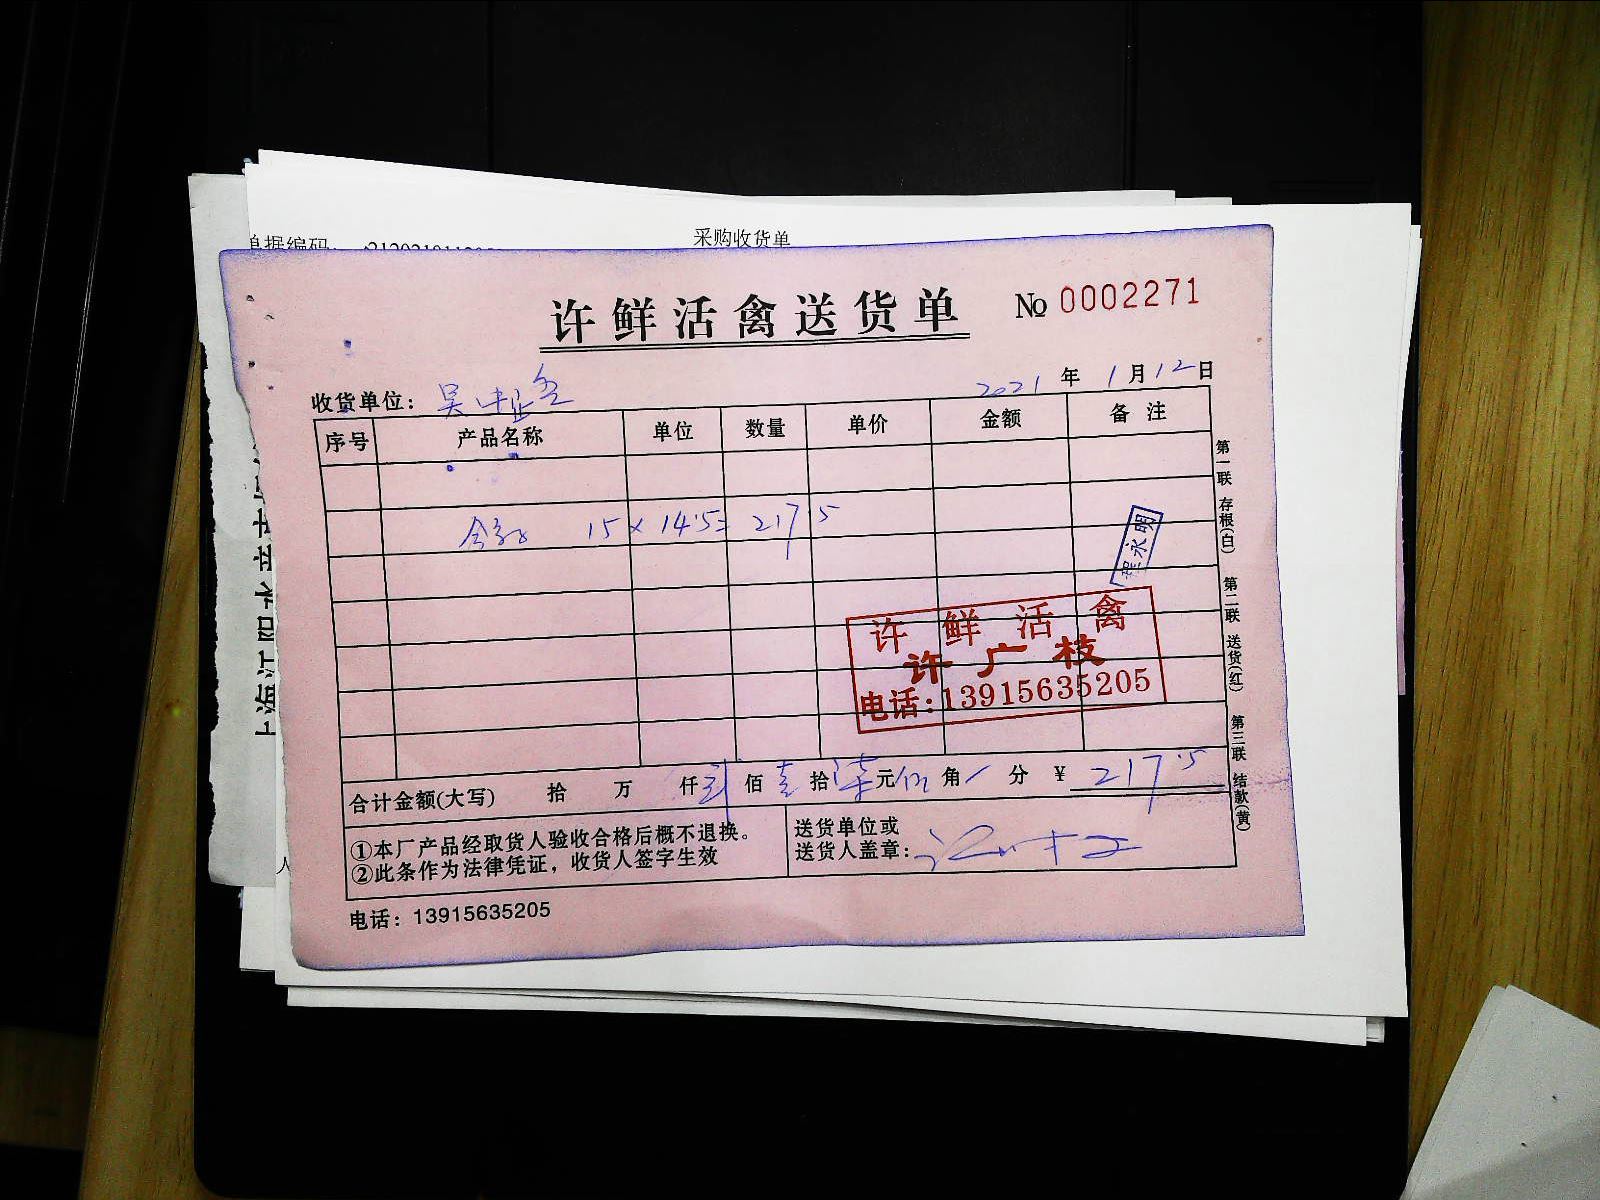 采购收货单
许鲜活禽送货单 № 0002271
收货单位： 吴中 2021 年 1 月 12 日
序号 产品名称 单位 数量 单价 金额 备注
15 × 14.5 = 217.5
程永明
许鲜活禽
许广枝
电话:13915635205
合计金额(大写) 拾 万 仟 贰 佰 壹 拾 柒 元 伍 角 / 分 ¥ 217.5
①本厂产品经取货人验收合格后概不退换。
②此条作为法律凭证，收货人签字生效
送货单位或
送货人盖章：
电话：13915635205
第一联 存根(白)
第二联 送货(红)
第三联 结款(黄)